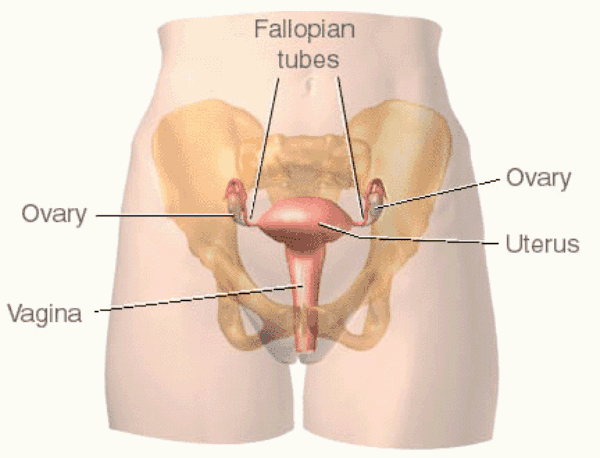 Fallopian
tubes
Ovary
Ovary
Uterus
Vagina